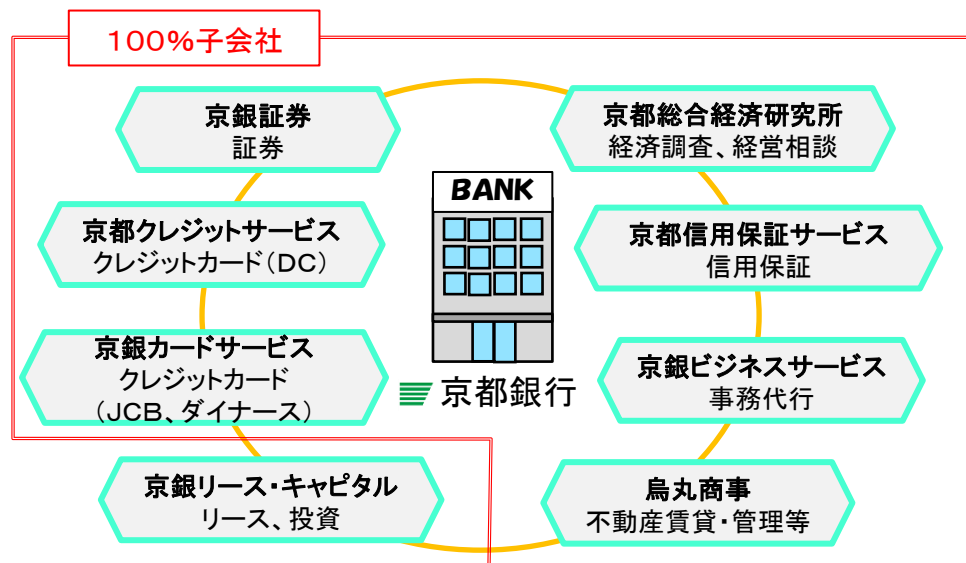 100%子会社
京銀証券
証券
京都総合経済研究所
経済調査、経営相談
BANK
京都クレジットサービス
クレジットカード(DC)
京都信用保証サービス
信用保証
京銀カードサービス
クレジットカード
(JCB、ダイナース)
京銀ビジネスサービス
事務代行
京都銀行
京銀リース・キャピタル
リース、投資
烏丸商事
不動産賃貸・管理等